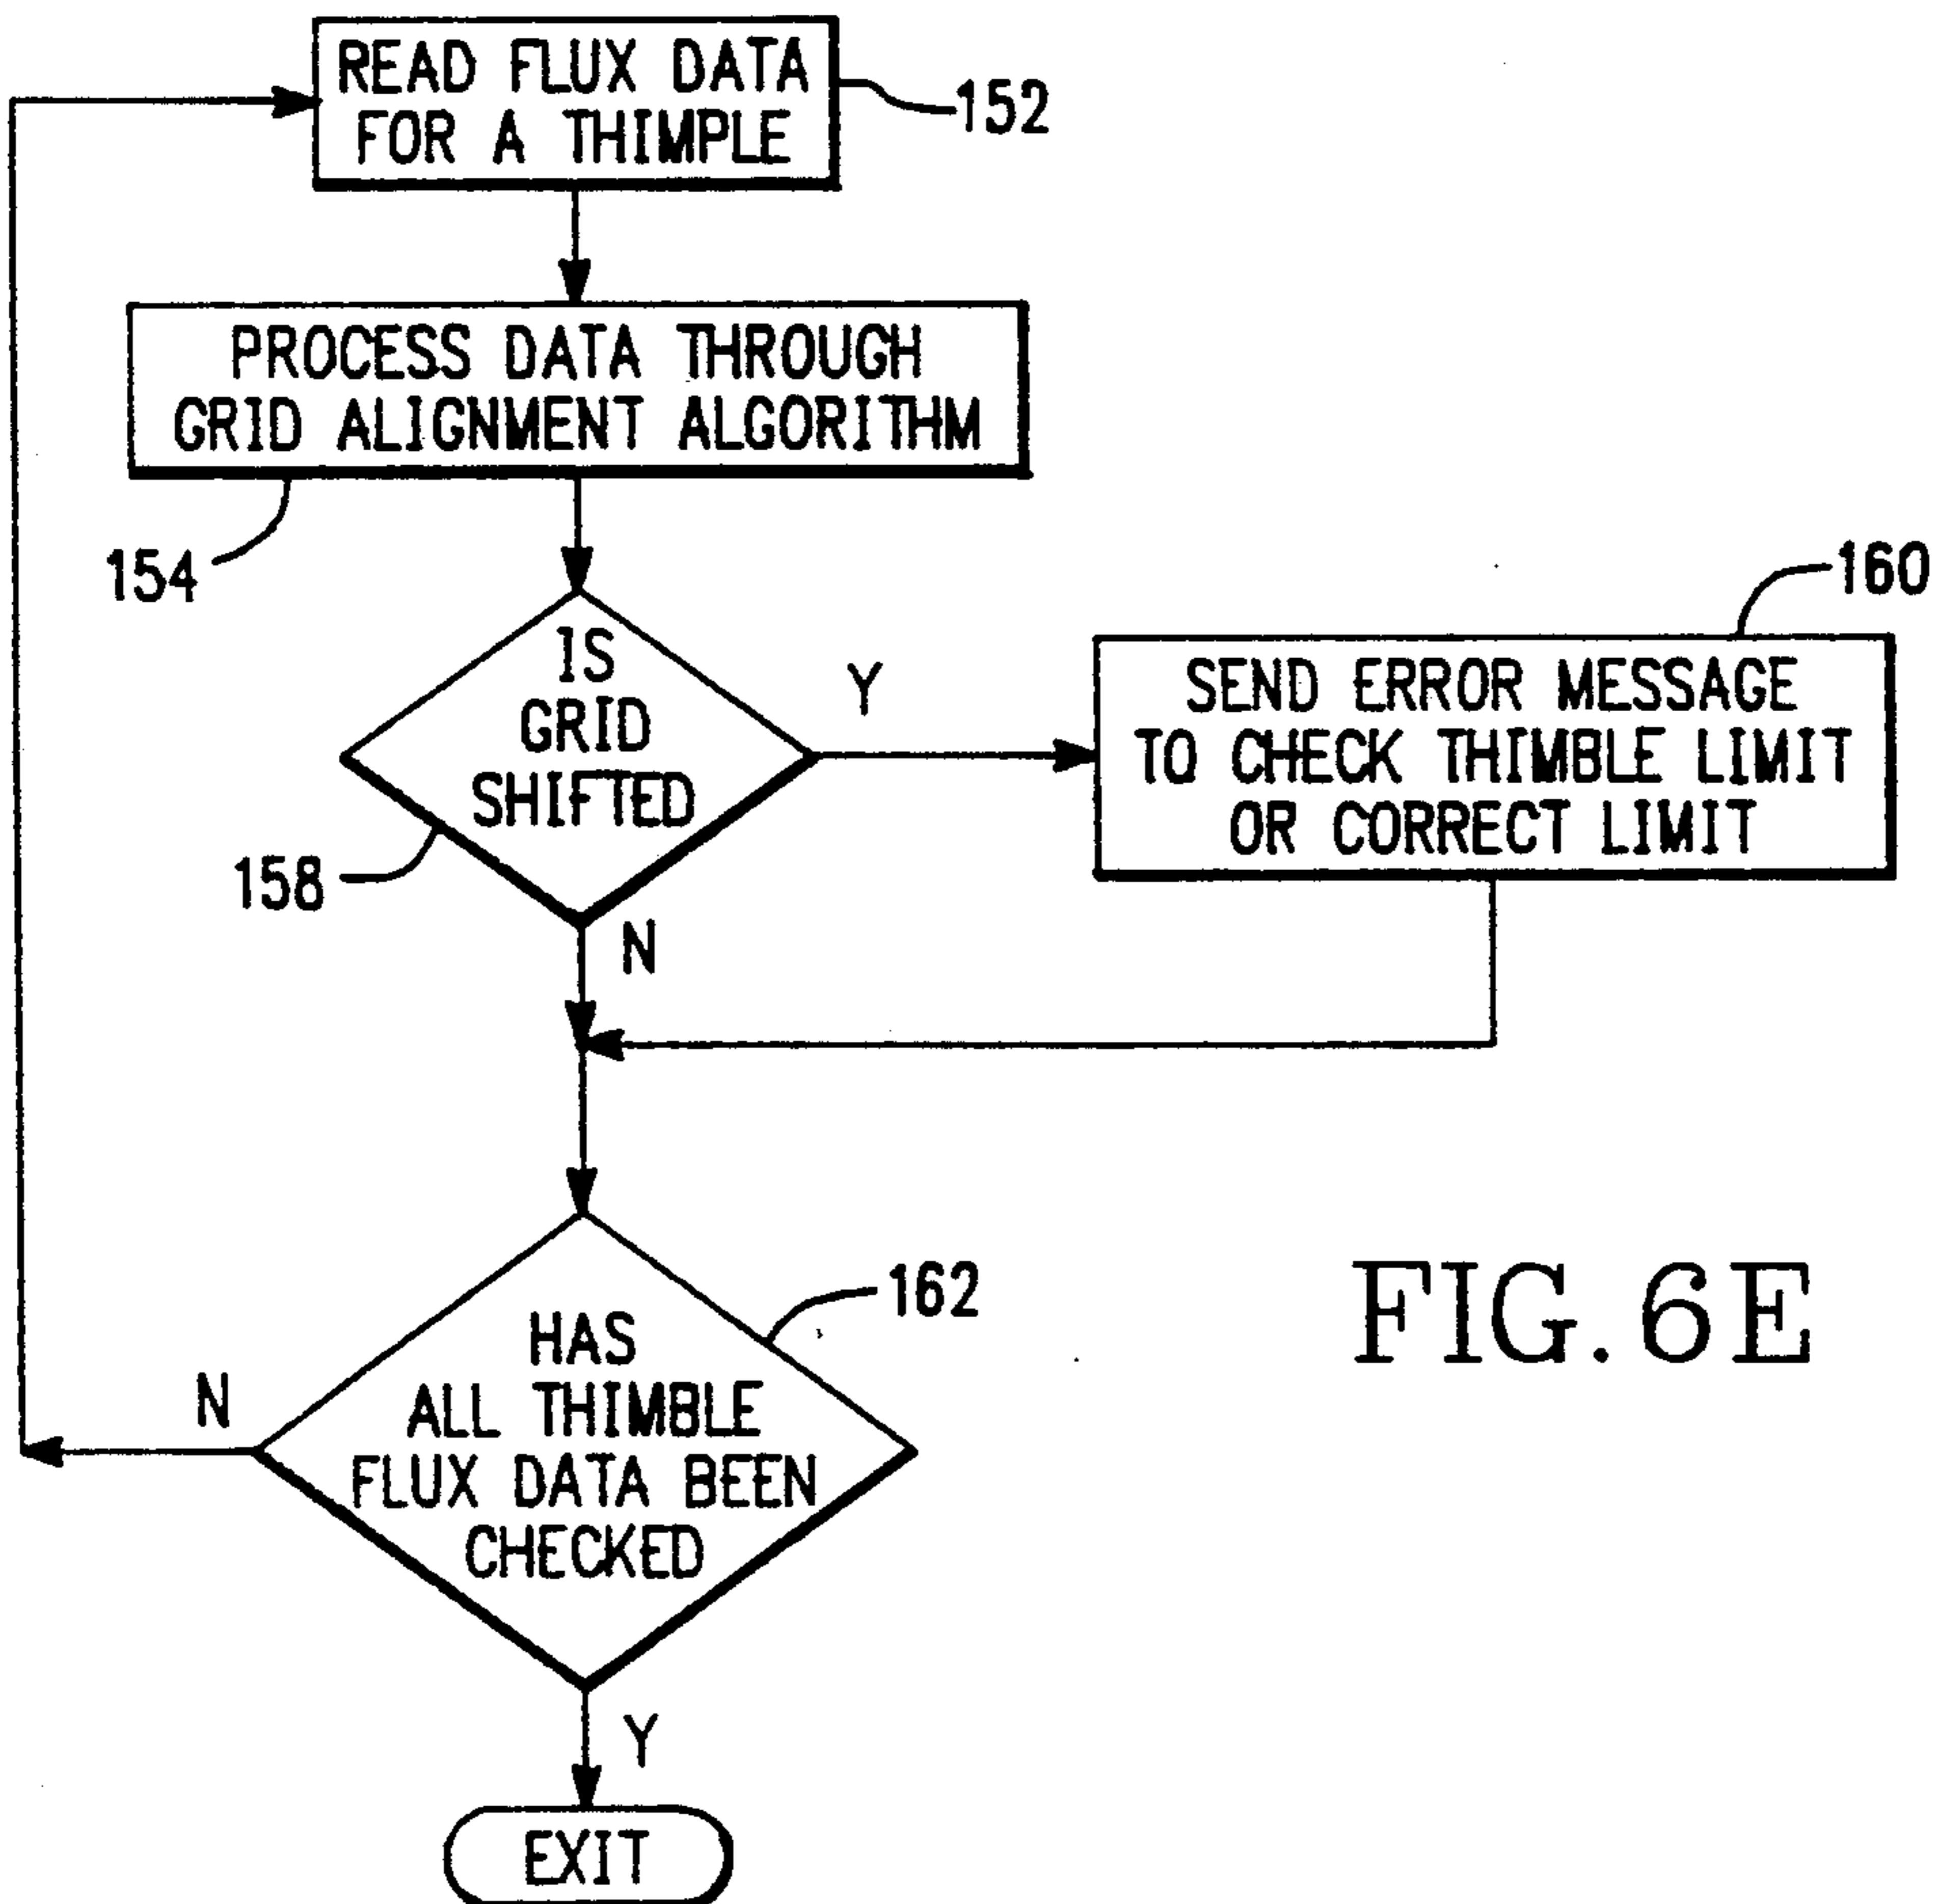 READ FLUX DATA
FOR A THIMPLE
152
PROCESS DATA THROUGH
GRID ALIGNMENT ALGORITHM
154
IS
GRID
SHIFTED
158
Y
160
SEND ERROR MESSAGE
TO CHECK THIMBLE LIMIT
OR CORRECT LIMIT
N
162
HAS
ALL THIMBLE
FLUX DATA BEEN
CHECKED
N
Y
EXIT
FIG. 6E